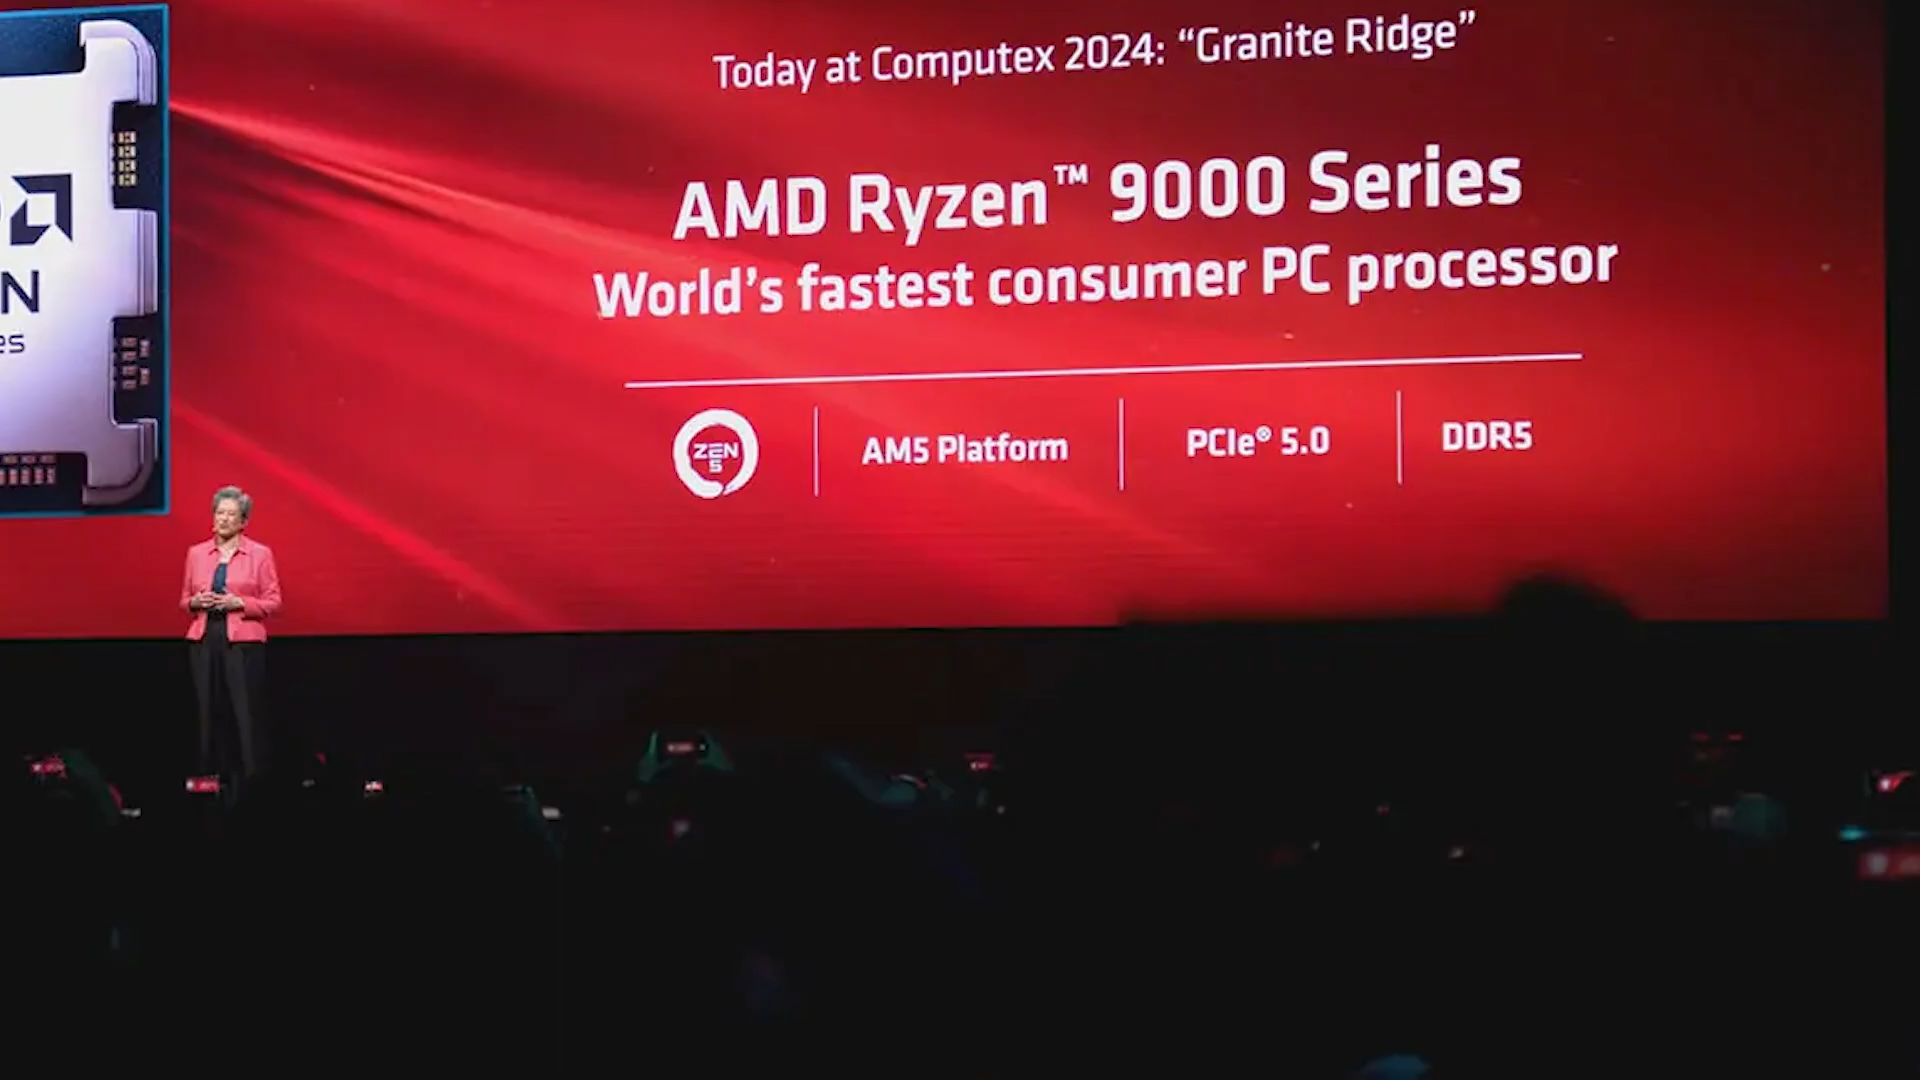 Today at Computex 2024: “Granite Ridge”
AMD Ryzen™ 9000 Series
World’s fastest consumer PC processor
ZEN
5
AM5 Platform
PCIe® 5.0
DDR5